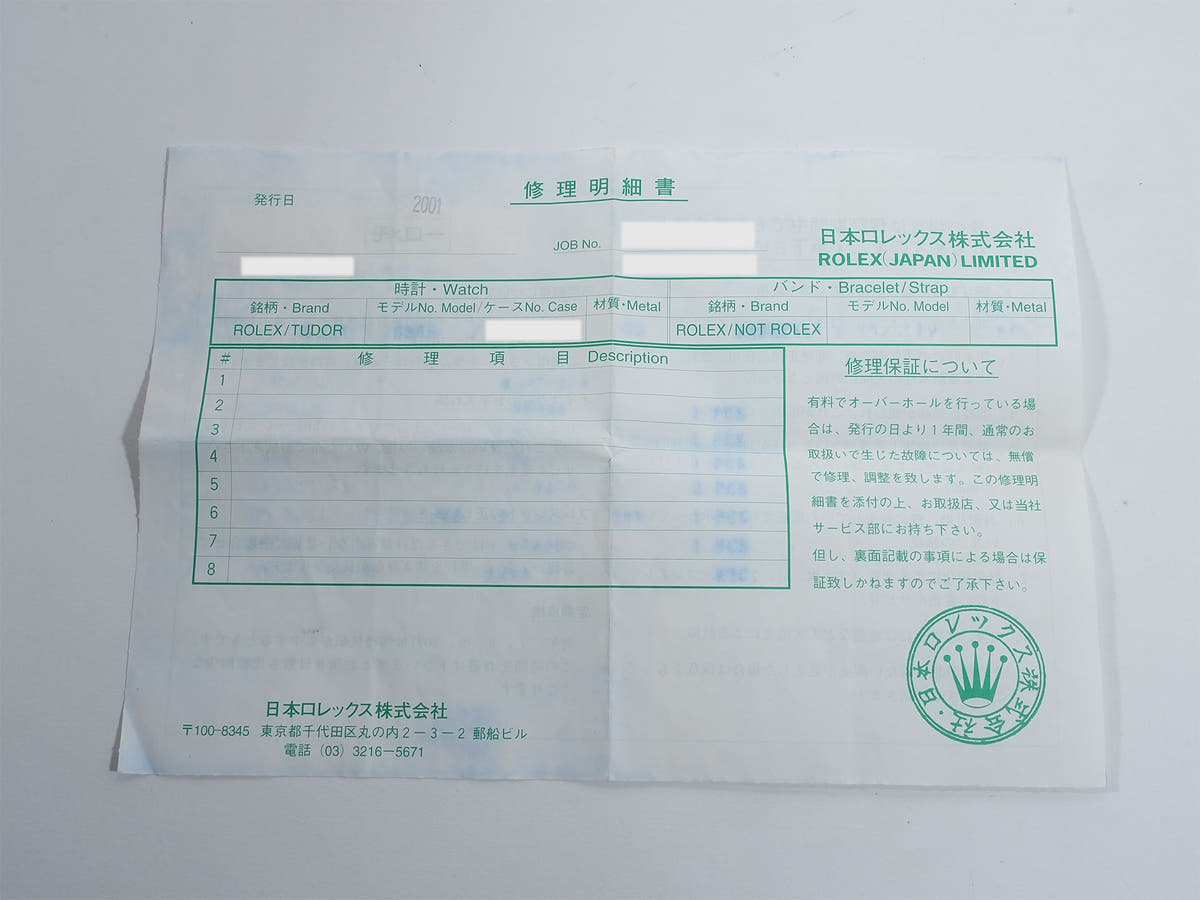 修理明細書
発行日
2001
JOB No.
日本ロレックス株式会社
ROLEX(JAPAN) LIMITED
時計・Watch
バンド・Bracelet/Strap
銘柄・Brand
モデルNo. Model/ケースNo. Case
材質・Metal
銘柄・Brand
モデルNo. Model
材質・Metal
ROLEX/TUDOR
ROLEX/NOT ROLEX
# 修理項目 Description
1
2
3
4
5
6
7
8
修理保証について
有料でオーバーホールを行っている場
合は、発行の日より1年間、通常のお
取扱いで生じた故障については、無償
で修理、調整を致します。この修理明
細書を添付の上、お取扱店、又は当社
サービス部にお持ち下さい。
但し、裏面記載の事項による場合は保
証致しかねますのでご了承下さい。
日本ロレックス株式会社・
日本ロレックス株式会社
〒100-8345 東京都千代田区丸の内2-3-2 郵船ビル
電話 (03) 3216-5671